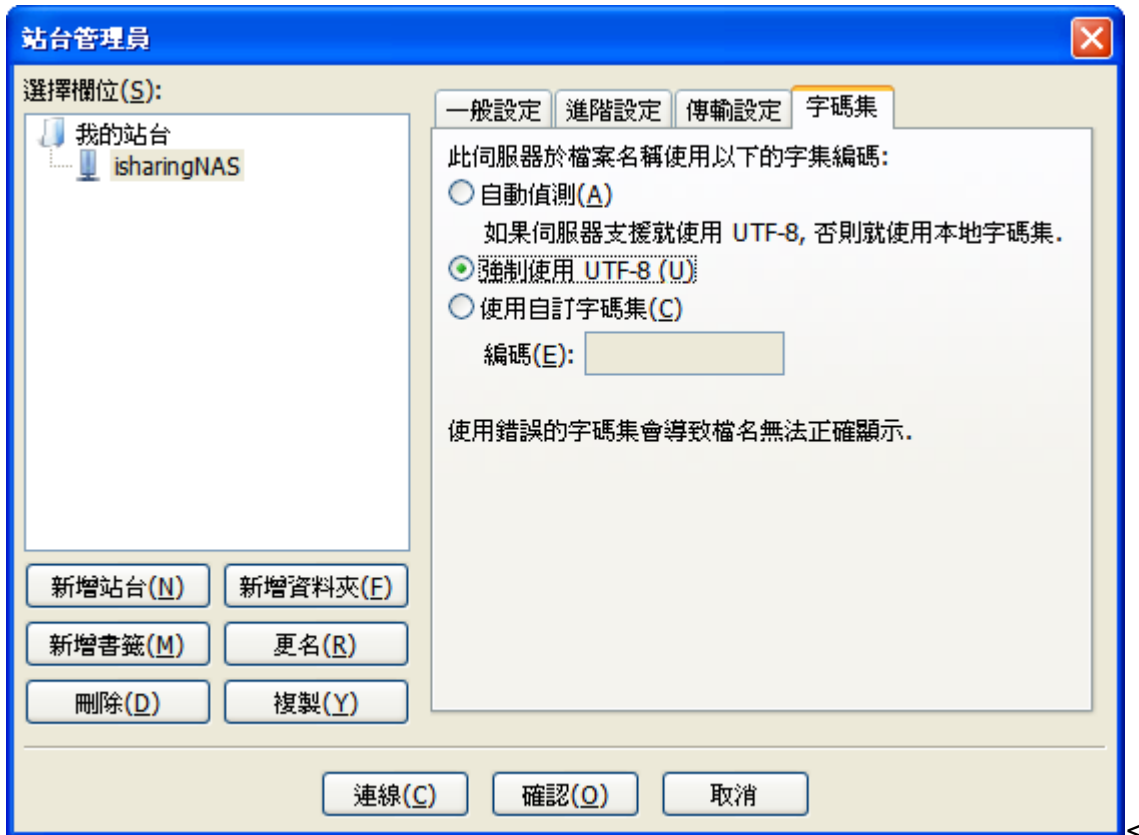 站台管理員
選擇欄位(S):
我的站台
isharingNAS
新增站台(N) 新增資料夾(F)
新增書籤(M) 更名(R)
刪除(D) 複製(Y)
一般設定 進階設定 傳輸設定 字碼集
此伺服器於檔案名稱使用以下的字集編碼:
自動偵測(A)
如果伺服器支援就使用 UTF-8, 否則就使用本地字碼集.
強制使用 UTF-8 (U)
使用自訂字碼集(C)
編碼(E):
使用錯誤的字碼集會導致檔名無法正確顯示.
連線(C) 確認(O) 取消
<